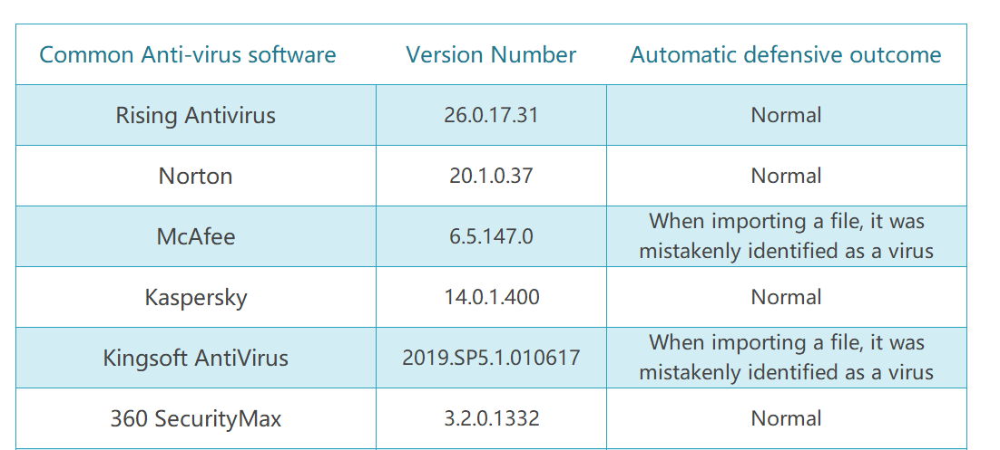 Common Anti-virus software Version Number Automatic defensive outcome
Rising Antivirus 26.0.17.31 Normal
Norton 20.1.0.37 Normal
McAfee 6.5.147.0 When importing a file, it was
mistakenly identified as a virus
Kaspersky 14.0.1.400 Normal
Kingsoft AntiVirus 2019.SP5.1.010617 When importing a file, it was
mistakenly identified as a virus
360 SecurityMax 3.2.0.1332 Normal